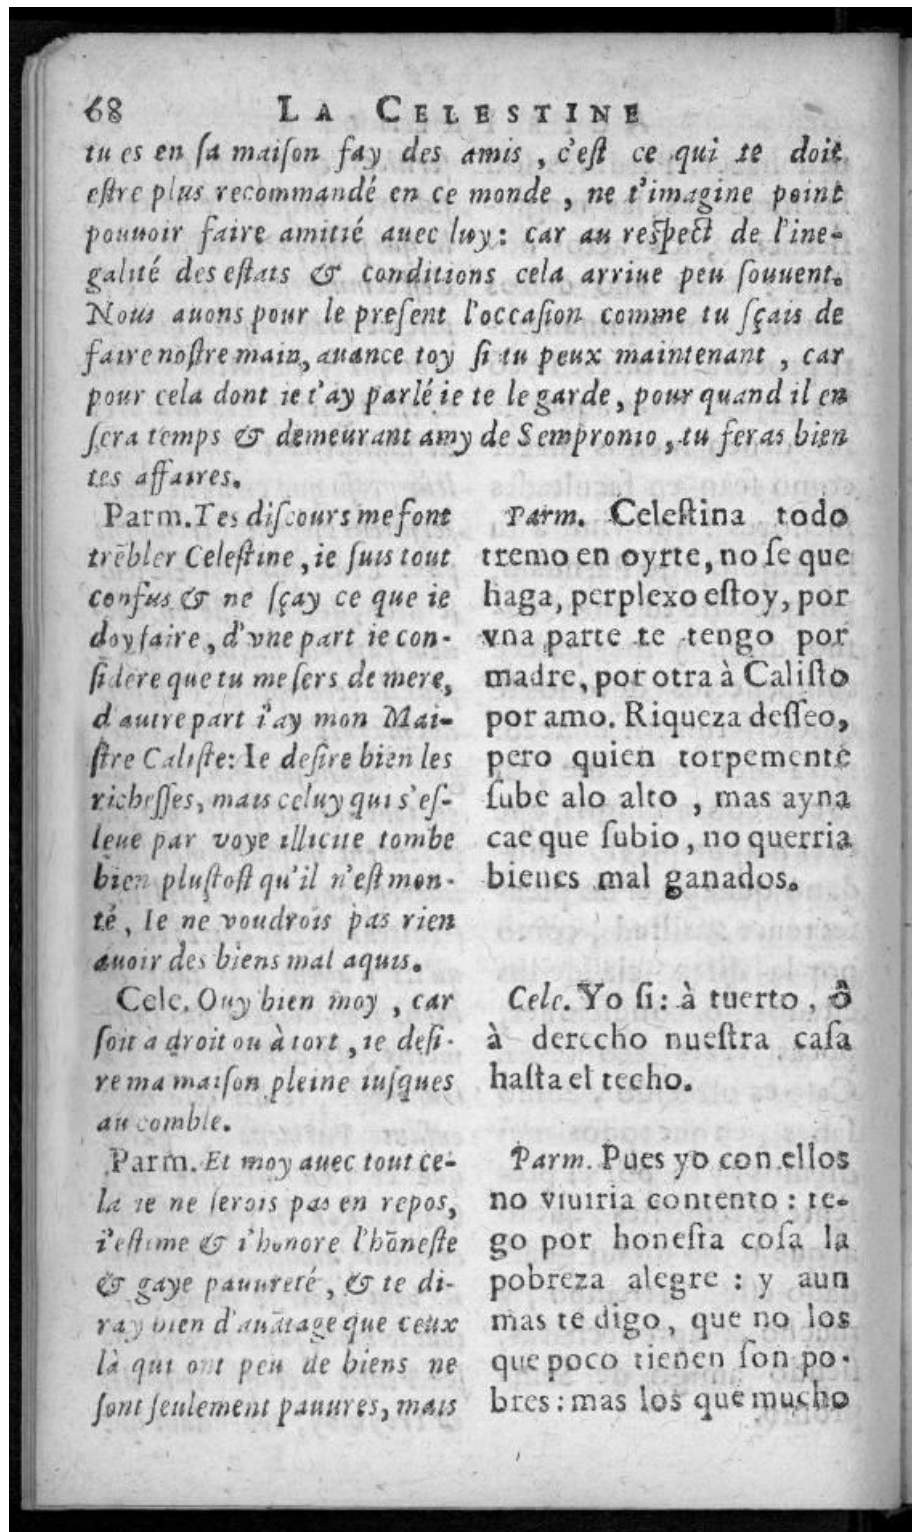 68 LA CELESTINE
tu es en ſa maiſon fay des amis, c'eſt ce qui te doit
eſtre plus recommandé en ce monde, ne t'imagine point
pouuoir faire amitié auec luy: car au reſpect de l'ine-
galité des eſtats & conditions cela arriue peu ſouuent.
Nous auons pour le preſent l'occaſion comme tu ſçais de
faire noſtre main, auance toy ſi tu peux maintenant, car
pour cela dont ie t'ay parlé ie te le garde, pour quand il en
ſera temps & demeurant amy de Sempronio, tu feras bien
tes affaires.
Parm. Tes diſcours me font
trẽbler Celeſtine, ie ſuis tout
confus & ne ſçay ce que ie
doy faire, d'vne part ie con-
ſidere que tu me ſers de mere,
d'autre part i'ay mon Mai-
ſtre Caliſte: Ie deſire bien les
richeſſes, mais celuy qui s'eſ-
leue par voye illicite tombe
bien pluſtoſt qu'il n'eſt mon-
té, Ie ne voudrois pas rien
auoir des biens mal aquis.
Cele. Ouy bien moy, car
ſoit a droit ou à tort, ie deſi-
re ma maiſon pleine iuſques
au comble.
Parm. Et moy auec tout ce-
la ie ne ſerois pas en repos,
i'eſtime & i'honore l'hõneſte
& gaye pauureté, & te di-
ray bien d'auãtage que ceux
là qui ont peu de biens ne
ſont ſeulement pauures, mais
Parm. Celeſtina todo
tremo en oyrte, no ſe que
haga, perplexo eſtoy, por
vna parte te tengo por
madre, por otra à Caliſto
por amo. Riqueza deſſeo,
pero quien torpemente
ſube alo alto, mas ayna
cae que ſubio, no querria
bienes mal ganados.
Cele. Yo ſi: à tuerto, ô
à derecho nueſtra caſa
haſta el techo.
Parm. Pues yo con ellos
no viuiria contento: te-
go por honeſta coſa la
pobreza alegre: y aun
mas te digo, que no los
que poco tienen ſon po-
bres: mas los que mucho